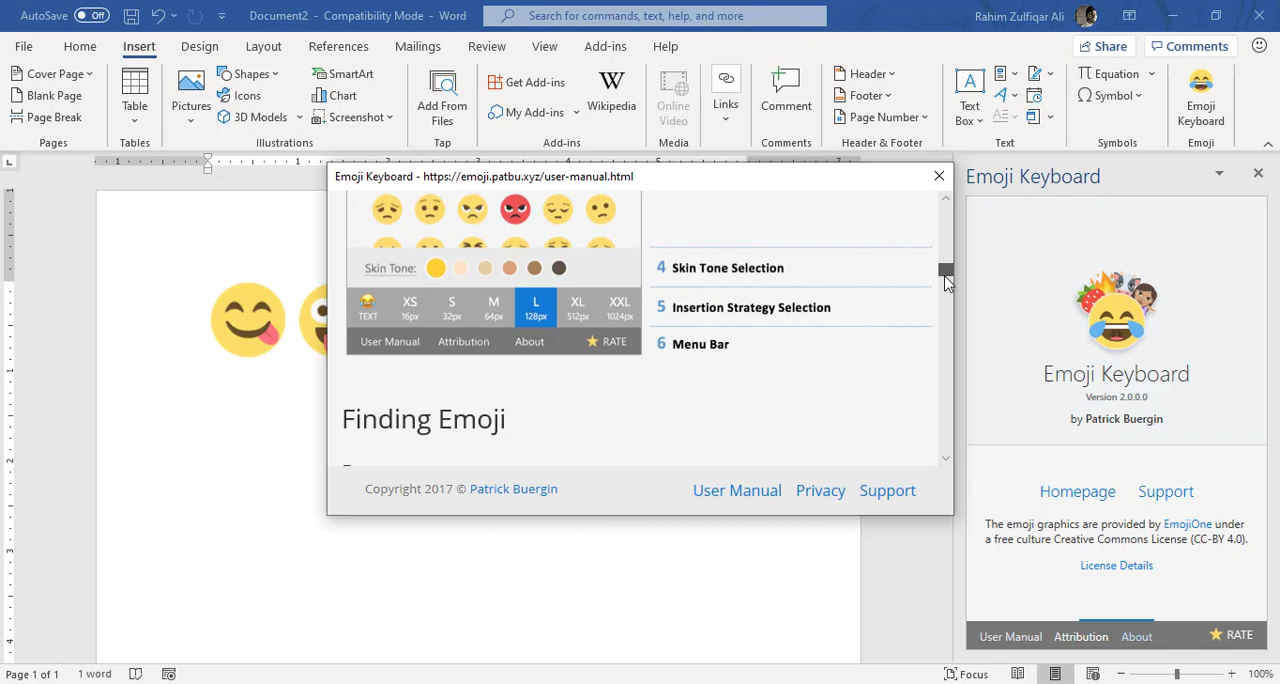 AutoSave Off Document2 - Compatibility Mode - Word Search for commands, text, help, and more Rahim Zulfiqar Ali
File Home Insert Design Layout References Mailings Review View Add-ins Help Share Comments
Cover Page
Blank Page
Page Break
Pages
Table
Tables
Pictures
Shapes
Icons
3D Models
SmartArt
Chart
Screenshot
Illustrations
Add From
Files
Tap
Get Add-ins
My Add-ins
Wikipedia
Add-ins
Online
Video
Media
Links
Comment
Comments
Header
Footer
Page Number
Header & Footer
Text
Box
Text
Equation
Symbol
Symbols
Emoji
Keyboard
Emoji
Emoji Keyboard - https://emoji.patbu.xyz/user-manual.html
Skin Tone:
TEXT XS 16px S 32px M 64px L 128px XL 512px XXL 1024px
User Manual Attribution About RATE
4 Skin Tone Selection
5 Insertion Strategy Selection
6 Menu Bar
Finding Emoji
Copyright 2017 © Patrick Buergin User Manual Privacy Support
Emoji Keyboard
Emoji Keyboard
Version 2.0.0.0
by Patrick Buergin
Homepage Support
The emoji graphics are provided by EmojiOne under
a free culture Creative Commons License (CC-BY 4.0).
License Details
User Manual Attribution About RATE
Page 1 of 1 1 word Focus 100%